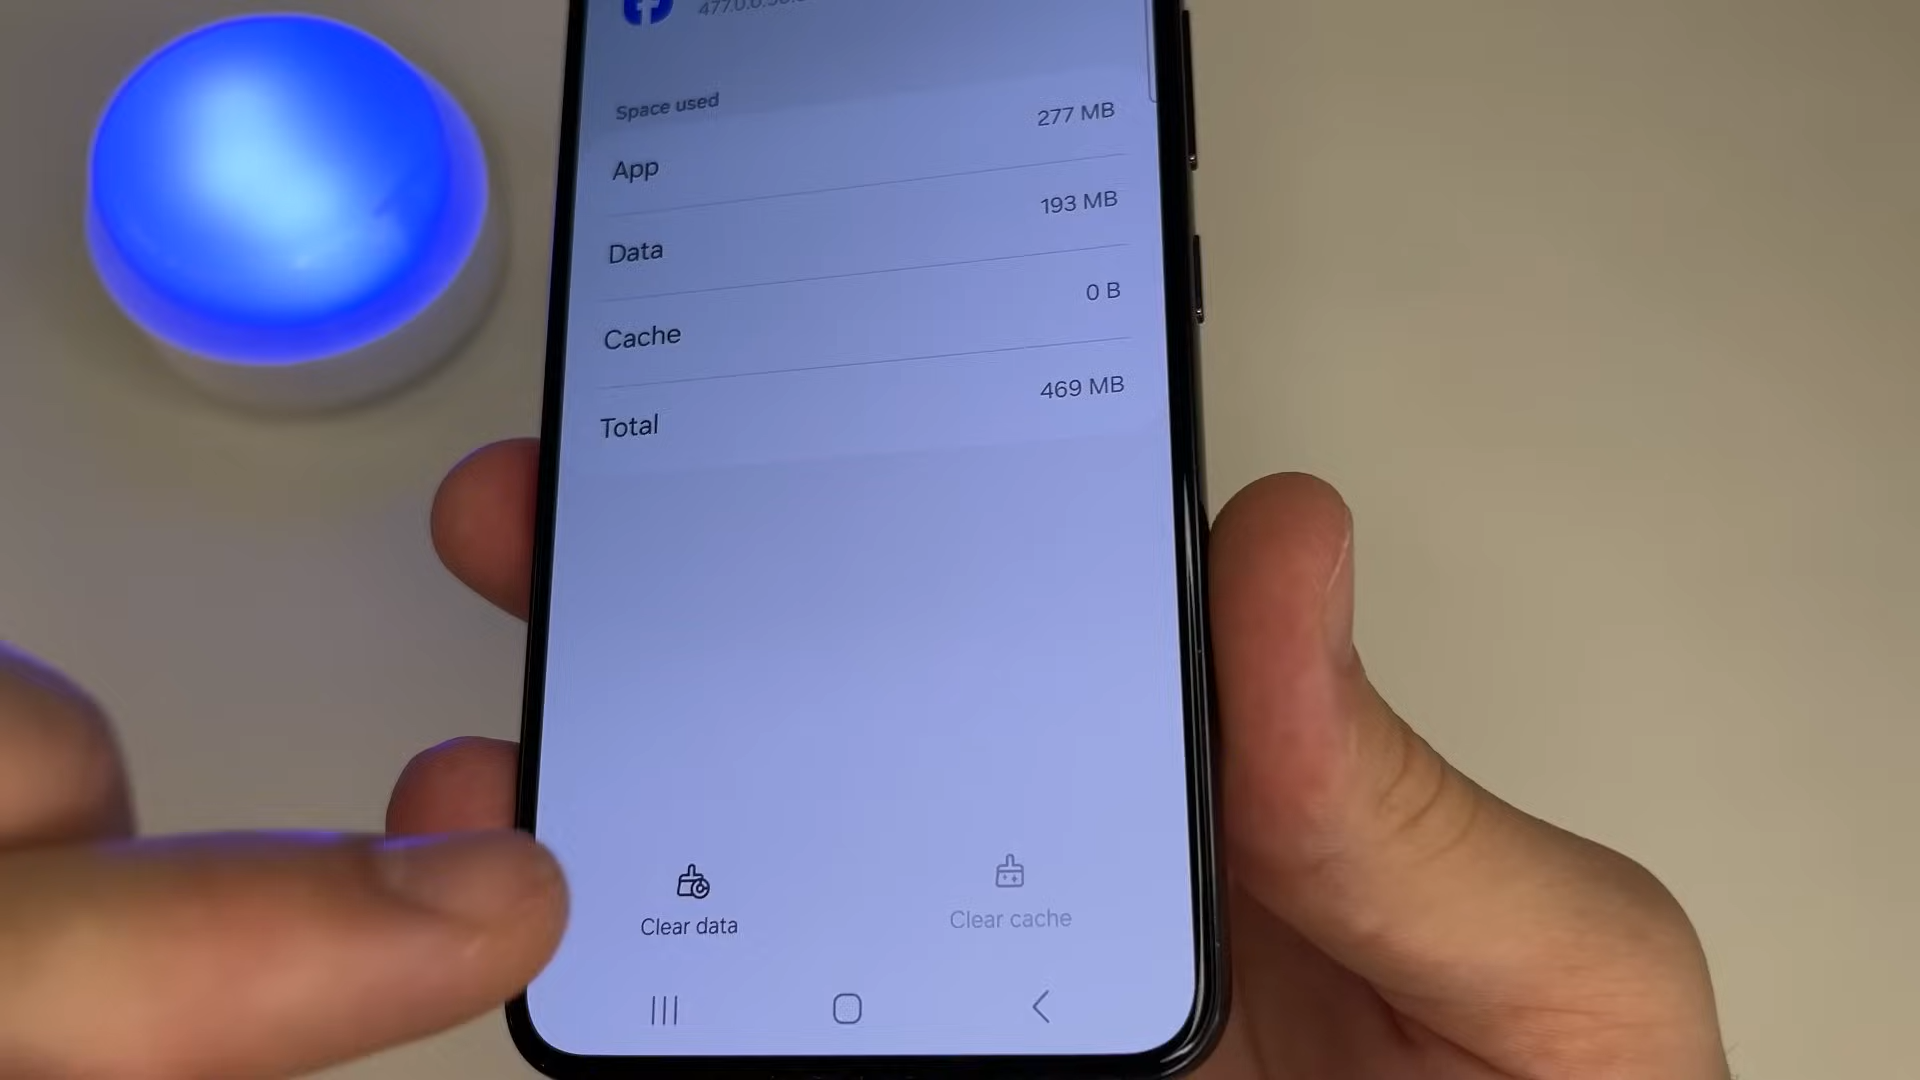 Space used
App 277 MB
Data 193 MB
Cache 0 B
Total 469 MB
Clear data Clear cache